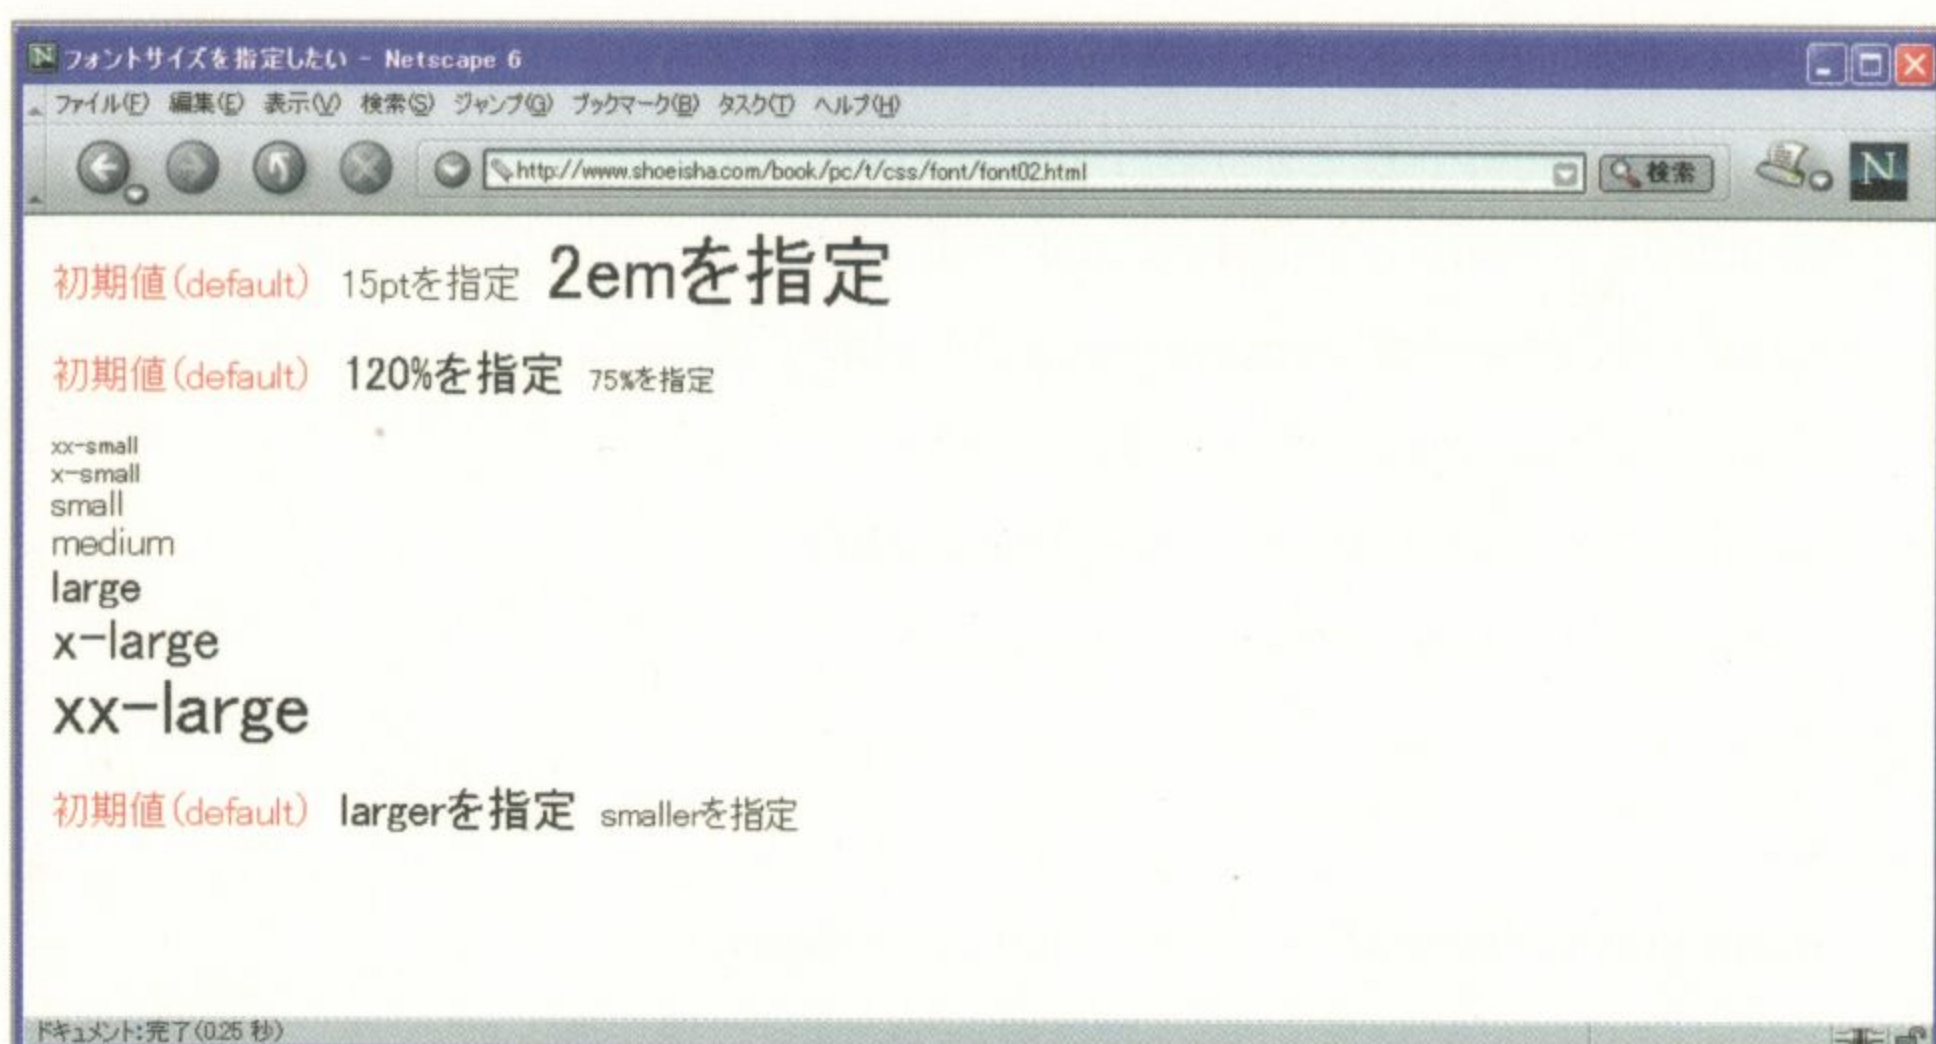 フォントサイズを指定したい - Netscape 6
ファイル(F) 編集(E) 表示(V) 検索(S) ジャンプ(G) ブックマーク(B) タスク(T) ヘルプ(H)
http://www.shoeisha.com/book/pc/t/css/font/font02.html 検索 N
初期値(default) 15ptを指定 2emを指定
初期値(default) 120%を指定 75%を指定
xx-small
x-small
small
medium
large
x-large
xx-large
初期値(default) largerを指定 smallerを指定
ドキュメント:完了(0.25 秒)